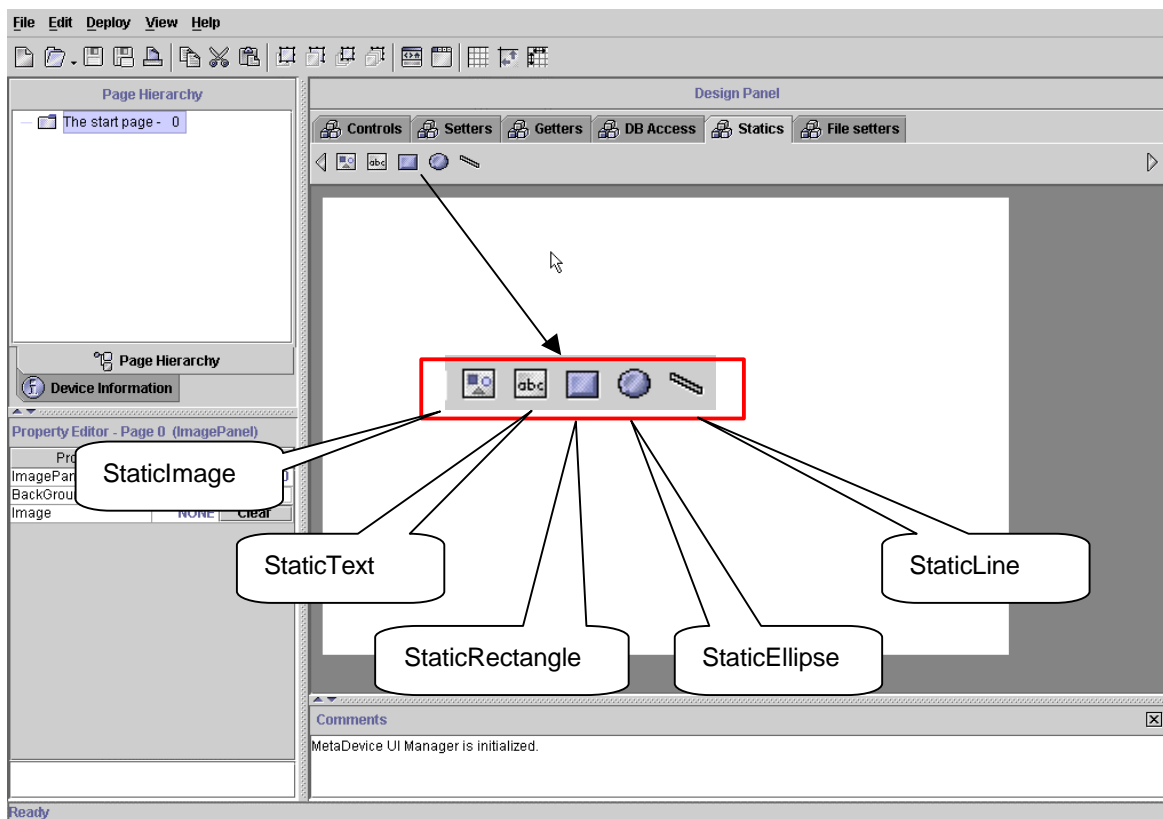 File Edit Deploy View Help
Page Hierarchy
The start page - 0
Page Hierarchy
Device Information
Property Editor - Page 0 (ImagePanel)
ImagePan
BackGrou
Image NONE Clear
Design Panel
Controls Setters Getters DB Access Statics File setters
abc
abc
StaticImage
StaticText
StaticRectangle
StaticEllipse
StaticLine
Comments
MetaDevice UI Manager is initialized.
Ready